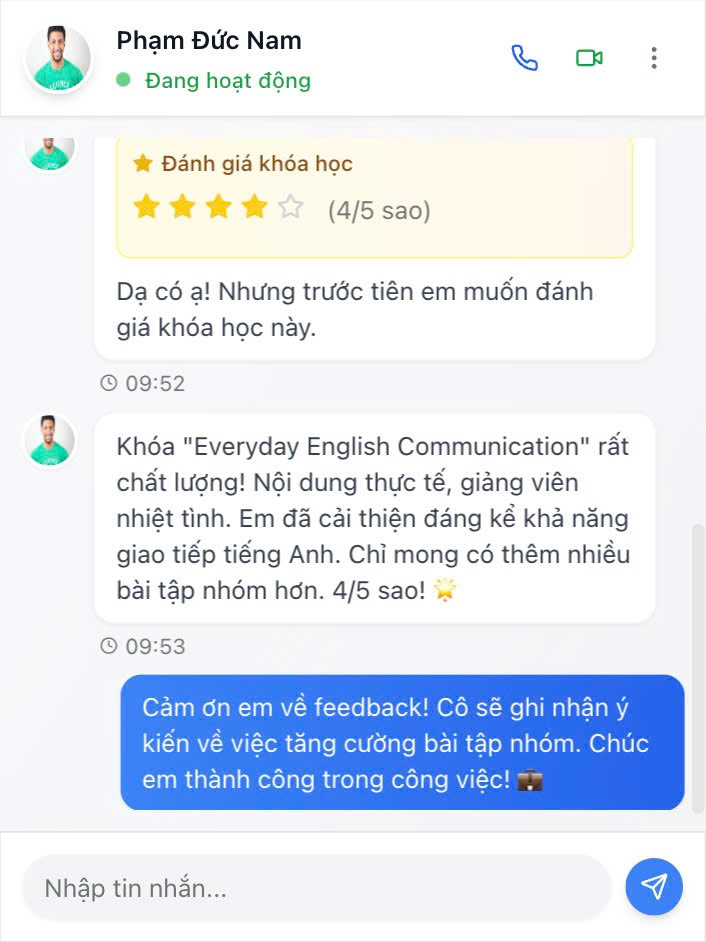 Phạm Đức Nam
Đang hoạt động
Đánh giá khóa học
(4/5 sao)
Dạ có ạ! Nhưng trước tiên em muốn đánh
giá khóa học này.
09:52
Khóa "Everyday English Communication" rất
chất lượng! Nội dung thực tế, giảng viên
nhiệt tình. Em đã cải thiện đáng kể khả năng
giao tiếp tiếng Anh. Chỉ mong có thêm nhiều
bài tập nhóm hơn. 4/5 sao! 🌟
09:53
Cảm ơn em về feedback! Cô sẽ ghi nhận ý
kiến về việc tăng cường bài tập nhóm. Chúc
em thành công trong công việc! 💼
Nhập tin nhắn...